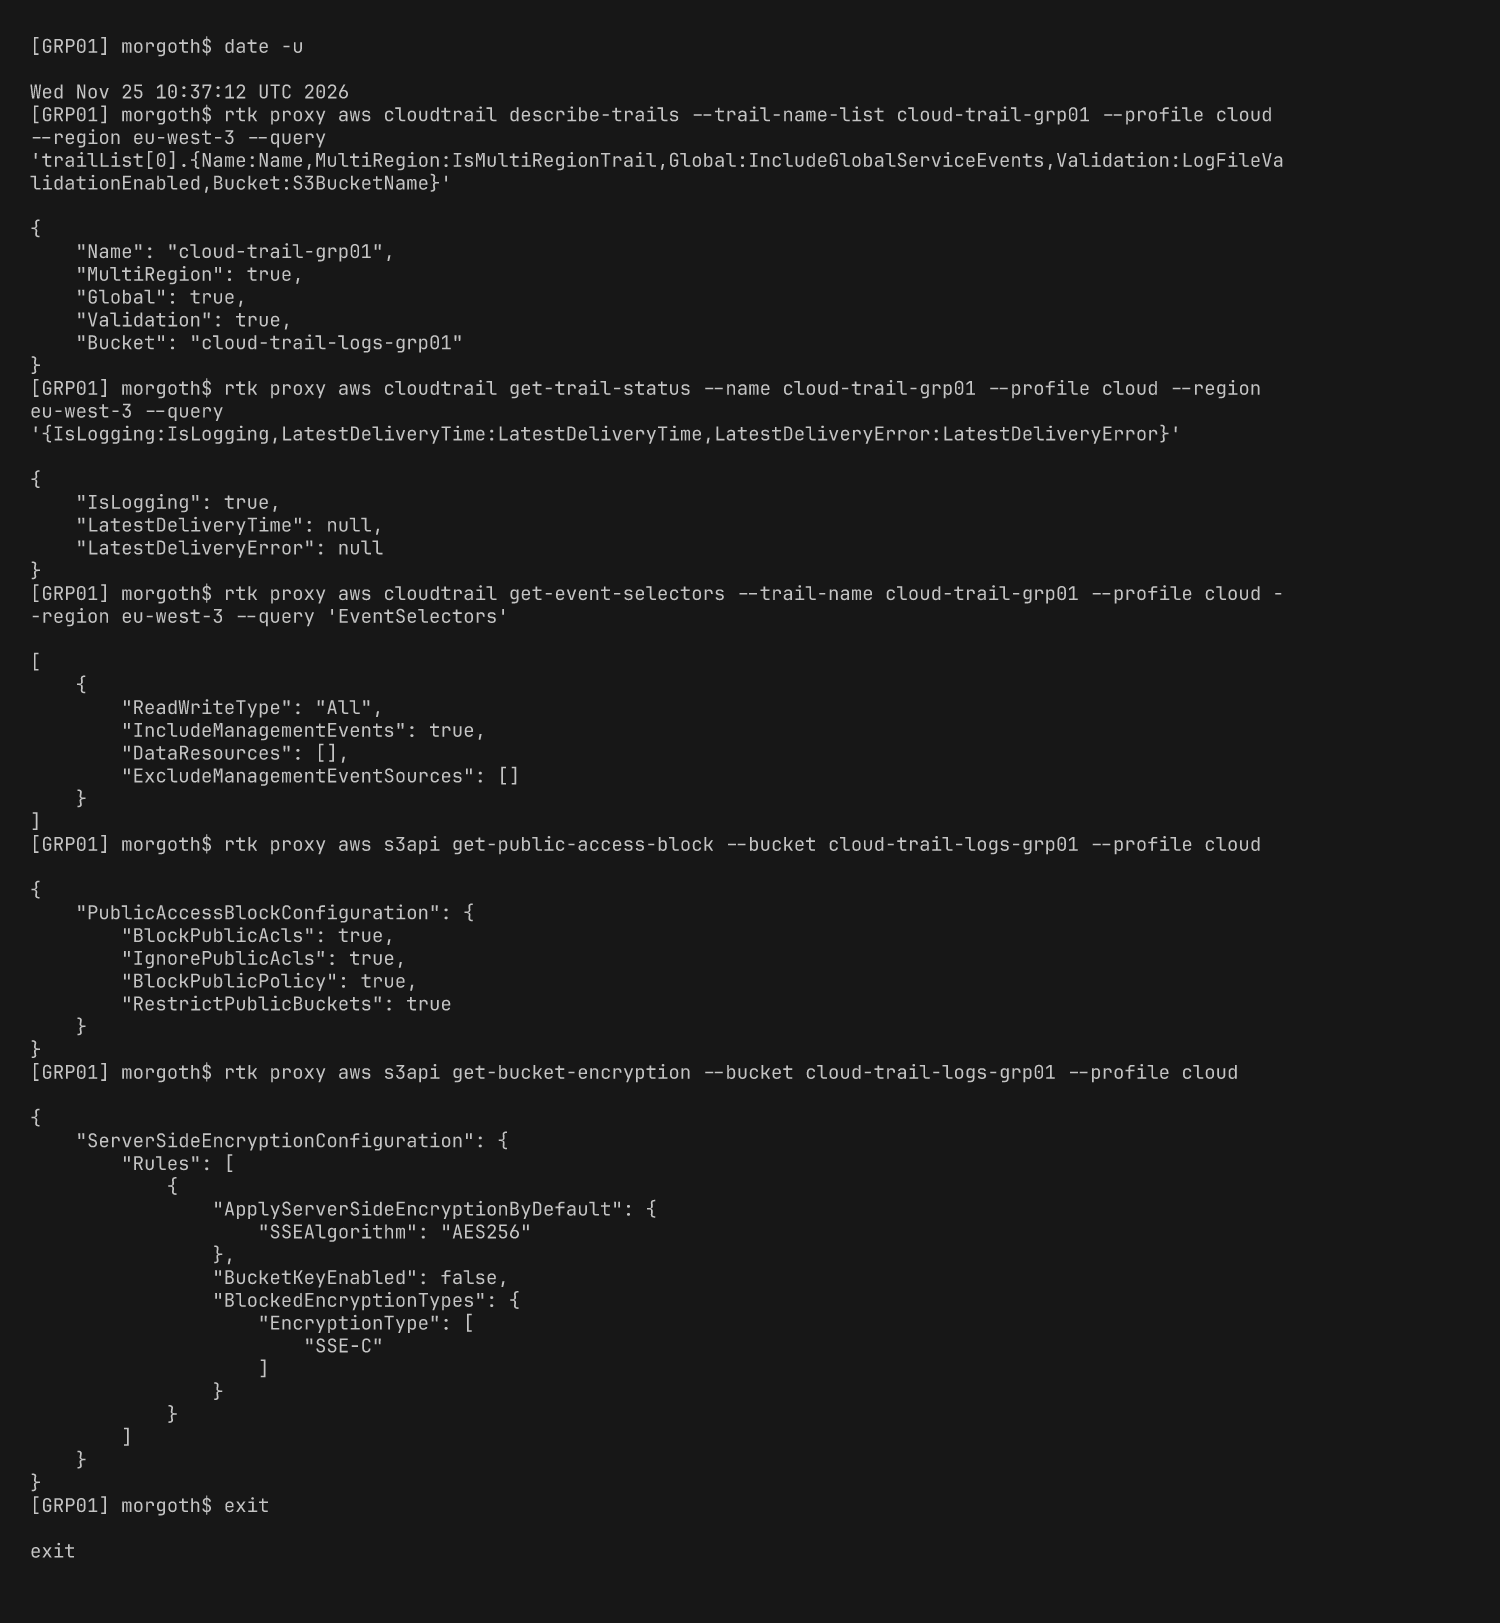 [GRP01] morgoth$ date -u
Wed Nov 25 10:37:12 UTC 2026
[GRP01] morgoth$ rtk proxy aws cloudtrail describe-trails --trail-name-list cloud-trail-grp01 --profile cloud
--region eu-west-3 --query
'trailList[0].{Name:Name,MultiRegion:IsMultiRegionTrail,Global:IncludeGlobalServiceEvents,Validation:LogFileVa
lidationEnabled,Bucket:S3BucketName}'
{
    "Name": "cloud-trail-grp01",
    "MultiRegion": true,
    "Global": true,
    "Validation": true,
    "Bucket": "cloud-trail-logs-grp01"
}
[GRP01] morgoth$ rtk proxy aws cloudtrail get-trail-status --name cloud-trail-grp01 --profile cloud --region
eu-west-3 --query
'{IsLogging:IsLogging,LatestDeliveryTime:LatestDeliveryTime,LatestDeliveryError:LatestDeliveryError}'
{
    "IsLogging": true,
    "LatestDeliveryTime": null,
    "LatestDeliveryError": null
}
[GRP01] morgoth$ rtk proxy aws cloudtrail get-event-selectors --trail-name cloud-trail-grp01 --profile cloud -
-region eu-west-3 --query 'EventSelectors'
[
    {
        "ReadWriteType": "All",
        "IncludeManagementEvents": true,
        "DataResources": [],
        "ExcludeManagementEventSources": []
    }
]
[GRP01] morgoth$ rtk proxy aws s3api get-public-access-block --bucket cloud-trail-logs-grp01 --profile cloud
{
    "PublicAccessBlockConfiguration": {
        "BlockPublicAcls": true,
        "IgnorePublicAcls": true,
        "BlockPublicPolicy": true,
        "RestrictPublicBuckets": true
    }
}
[GRP01] morgoth$ rtk proxy aws s3api get-bucket-encryption --bucket cloud-trail-logs-grp01 --profile cloud
{
    "ServerSideEncryptionConfiguration": {
        "Rules": [
            {
                "ApplyServerSideEncryptionByDefault": {
                    "SSEAlgorithm": "AES256"
                },
                "BucketKeyEnabled": false,
                "BlockedEncryptionTypes": {
                    "EncryptionType": [
                        "SSE-C"
                    ]
                }
            }
        ]
    }
}
[GRP01] morgoth$ exit
exit